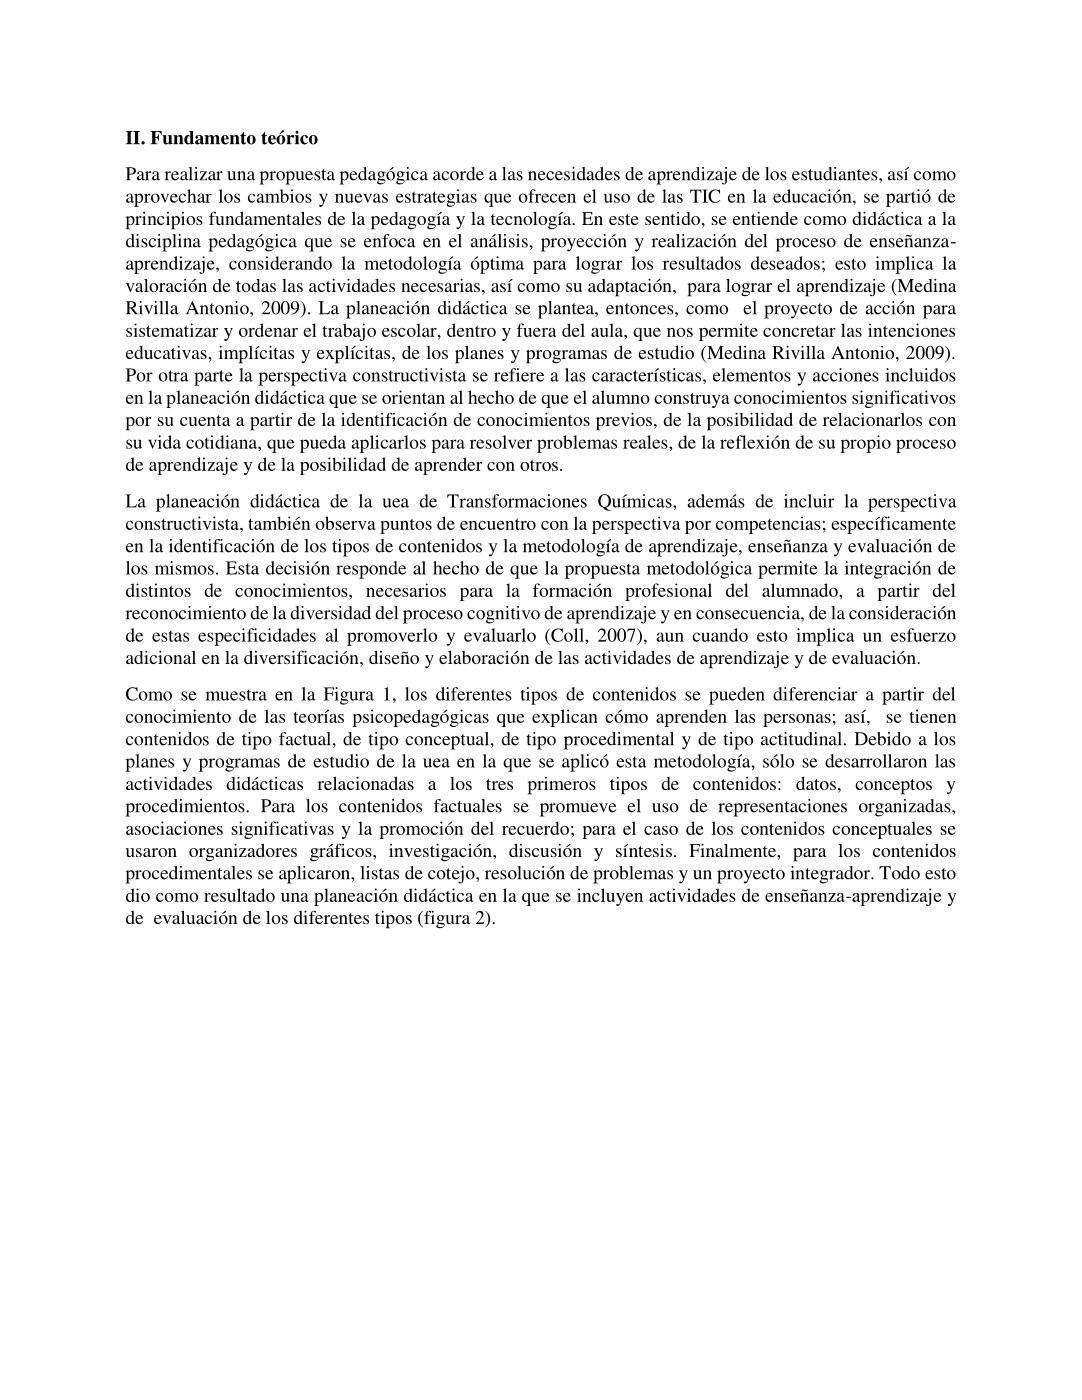 II. Fundamento teórico
Para realizar una propuesta pedagógica acorde a las necesidades de aprendizaje de los estudiantes, así como
aprovechar los cambios y nuevas estrategias que ofrecen el uso de las TIC en la educación, se partió de
principios fundamentales de la pedagogía y la tecnología. En este sentido, se entiende como didáctica a la
disciplina pedagógica que se enfoca en el análisis, proyección y realización del proceso de enseñanza-
aprendizaje, considerando la metodología óptima para lograr los resultados deseados; esto implica la
valoración de todas las actividades necesarias, así como su adaptación,  para lograr el aprendizaje (Medina
Rivilla Antonio, 2009). La planeación didáctica se plantea, entonces, como  el proyecto de acción para
sistematizar y ordenar el trabajo escolar, dentro y fuera del aula, que nos permite concretar las intenciones
educativas, implícitas y explícitas, de los planes y programas de estudio (Medina Rivilla Antonio, 2009).
Por otra parte la perspectiva constructivista se refiere a las características, elementos y acciones incluidos
en la planeación didáctica que se orientan al hecho de que el alumno construya conocimientos significativos
por su cuenta a partir de la identificación de conocimientos previos, de la posibilidad de relacionarlos con
su vida cotidiana, que pueda aplicarlos para resolver problemas reales, de la reflexión de su propio proceso
de aprendizaje y de la posibilidad de aprender con otros.
La planeación didáctica de la uea de Transformaciones Químicas, además de incluir la perspectiva
constructivista, también observa puntos de encuentro con la perspectiva por competencias; específicamente
en la identificación de los tipos de contenidos y la metodología de aprendizaje, enseñanza y evaluación de
los mismos. Esta decisión responde al hecho de que la propuesta metodológica permite la integración de
distintos de conocimientos, necesarios para la formación profesional del alumnado, a partir del
reconocimiento de la diversidad del proceso cognitivo de aprendizaje y en consecuencia, de la consideración
de estas especificidades al promoverlo y evaluarlo (Coll, 2007), aun cuando esto implica un esfuerzo
adicional en la diversificación, diseño y elaboración de las actividades de aprendizaje y de evaluación.
Como se muestra en la Figura 1, los diferentes tipos de contenidos se pueden diferenciar a partir del
conocimiento de las teorías psicopedagógicas que explican cómo aprenden las personas; así,  se tienen
contenidos de tipo factual, de tipo conceptual, de tipo procedimental y de tipo actitudinal. Debido a los
planes y programas de estudio de la uea en la que se aplicó esta metodología, sólo se desarrollaron las
actividades didácticas relacionadas a los tres primeros tipos de contenidos: datos, conceptos y
procedimientos. Para los contenidos factuales se promueve el uso de representaciones organizadas,
asociaciones significativas y la promoción del recuerdo; para el caso de los contenidos conceptuales se
usaron organizadores gráficos, investigación, discusión y síntesis. Finalmente, para los contenidos
procedimentales se aplicaron, listas de cotejo, resolución de problemas y un proyecto integrador. Todo esto
dio como resultado una planeación didáctica en la que se incluyen actividades de enseñanza-aprendizaje y
de  evaluación de los diferentes tipos (figura 2).